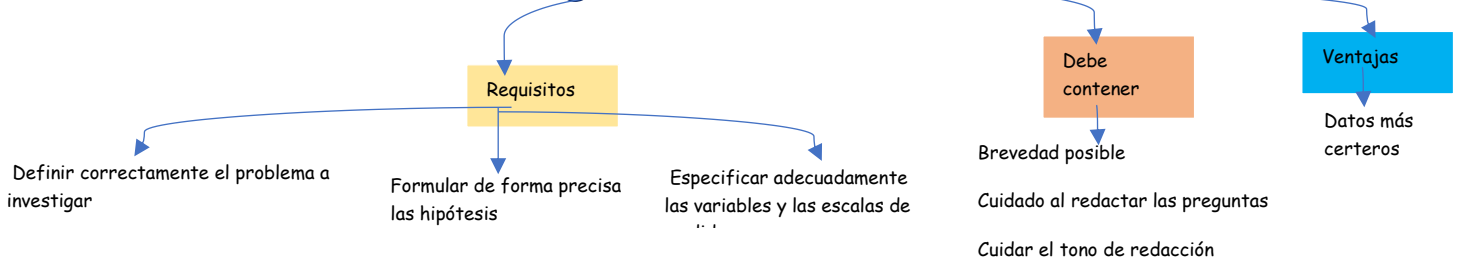 Requisitos
Definir correctamente el problema a
investigar
Formular de forma precisa
las hipótesis
Especificar adecuadamente
las variables y las escalas de
Debe
contener
Brevedad posible
Cuidado al redactar las preguntas
Cuidar el tono de redacción
Ventajas
Datos más
certeros